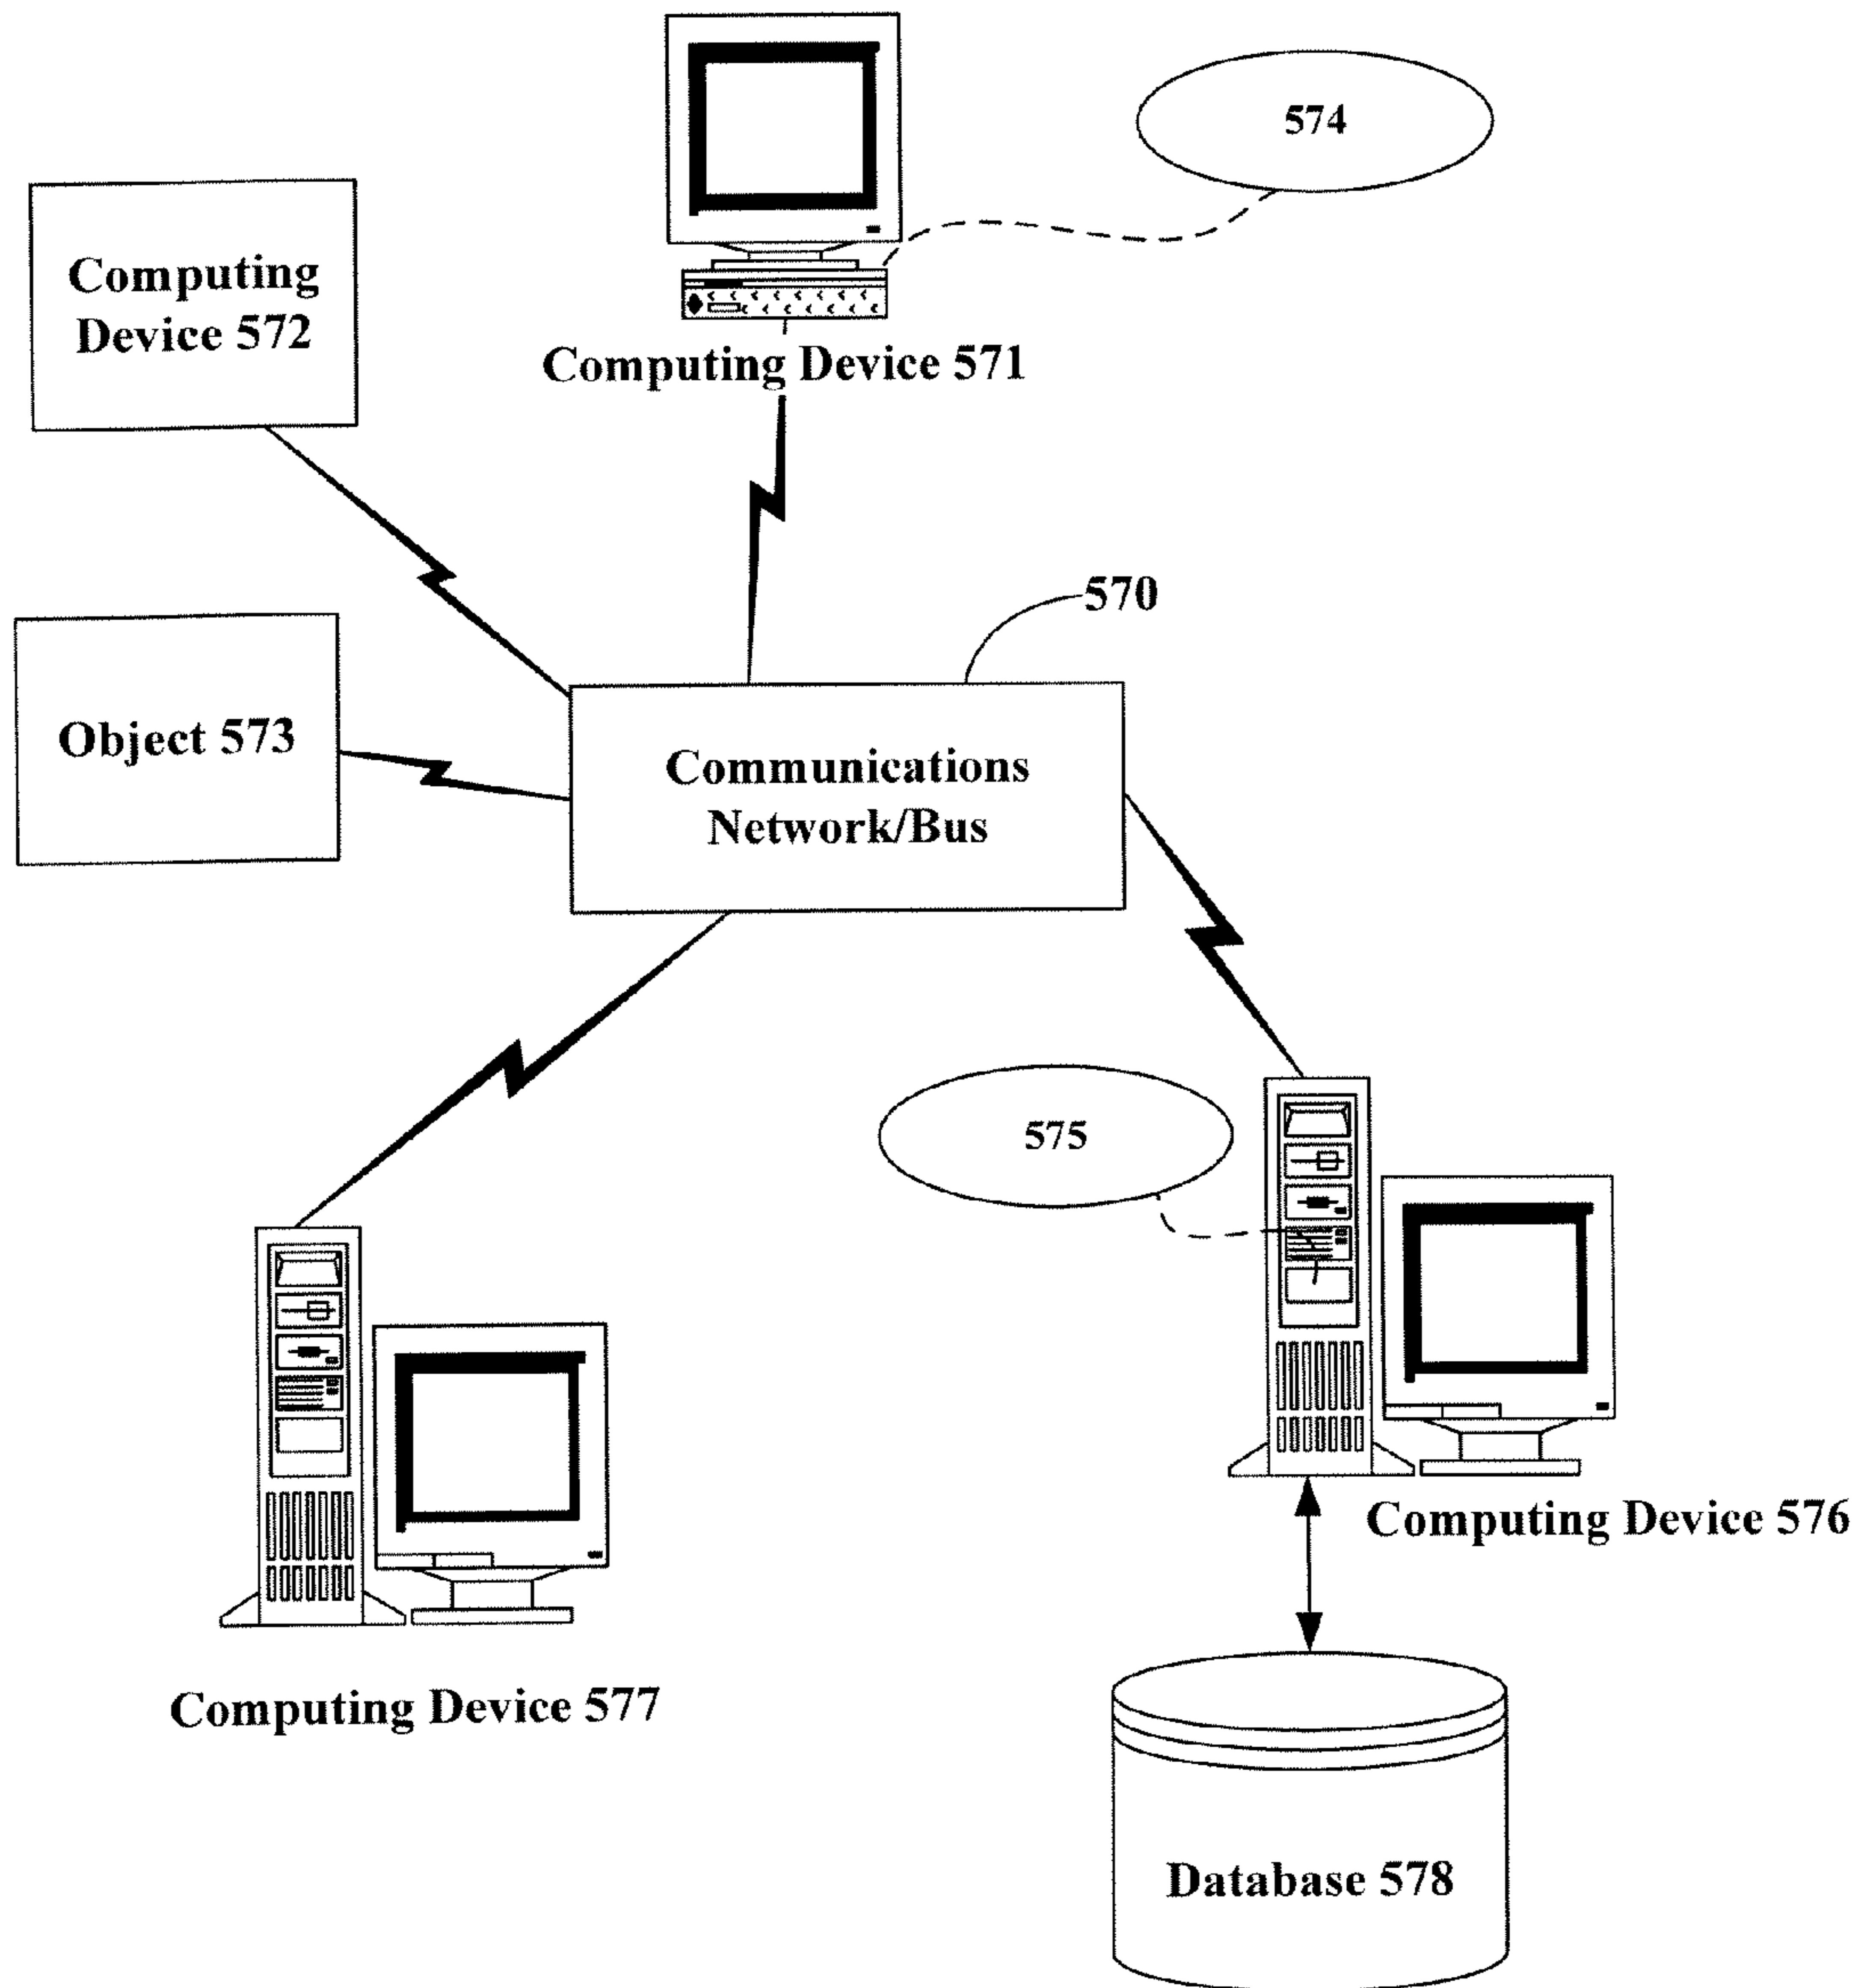 574
Computing
Device 572
Computing Device 571
570
Object 573
Communications
Network/Bus
575
Computing Device 576
Computing Device 577
Database 578